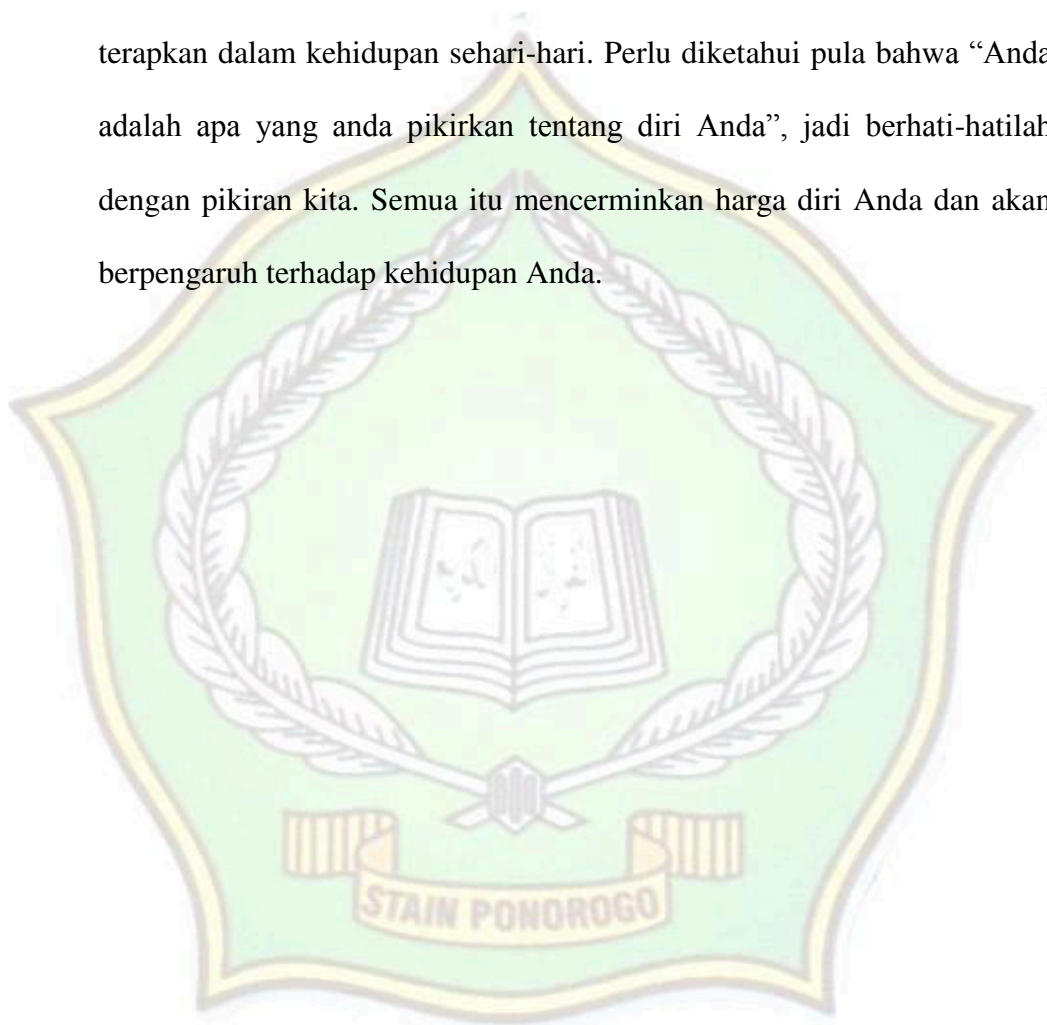 terapkan dalam kehidupan sehari-hari. Perlu diketahui pula bahwa “Anda
adalah apa yang anda pikirkan tentang diri Anda”, jadi berhati-hatilah
dengan pikiran kita. Semua itu mencerminkan harga diri Anda dan akan
berpengaruh terhadap kehidupan Anda.
STAIN PONOROGO